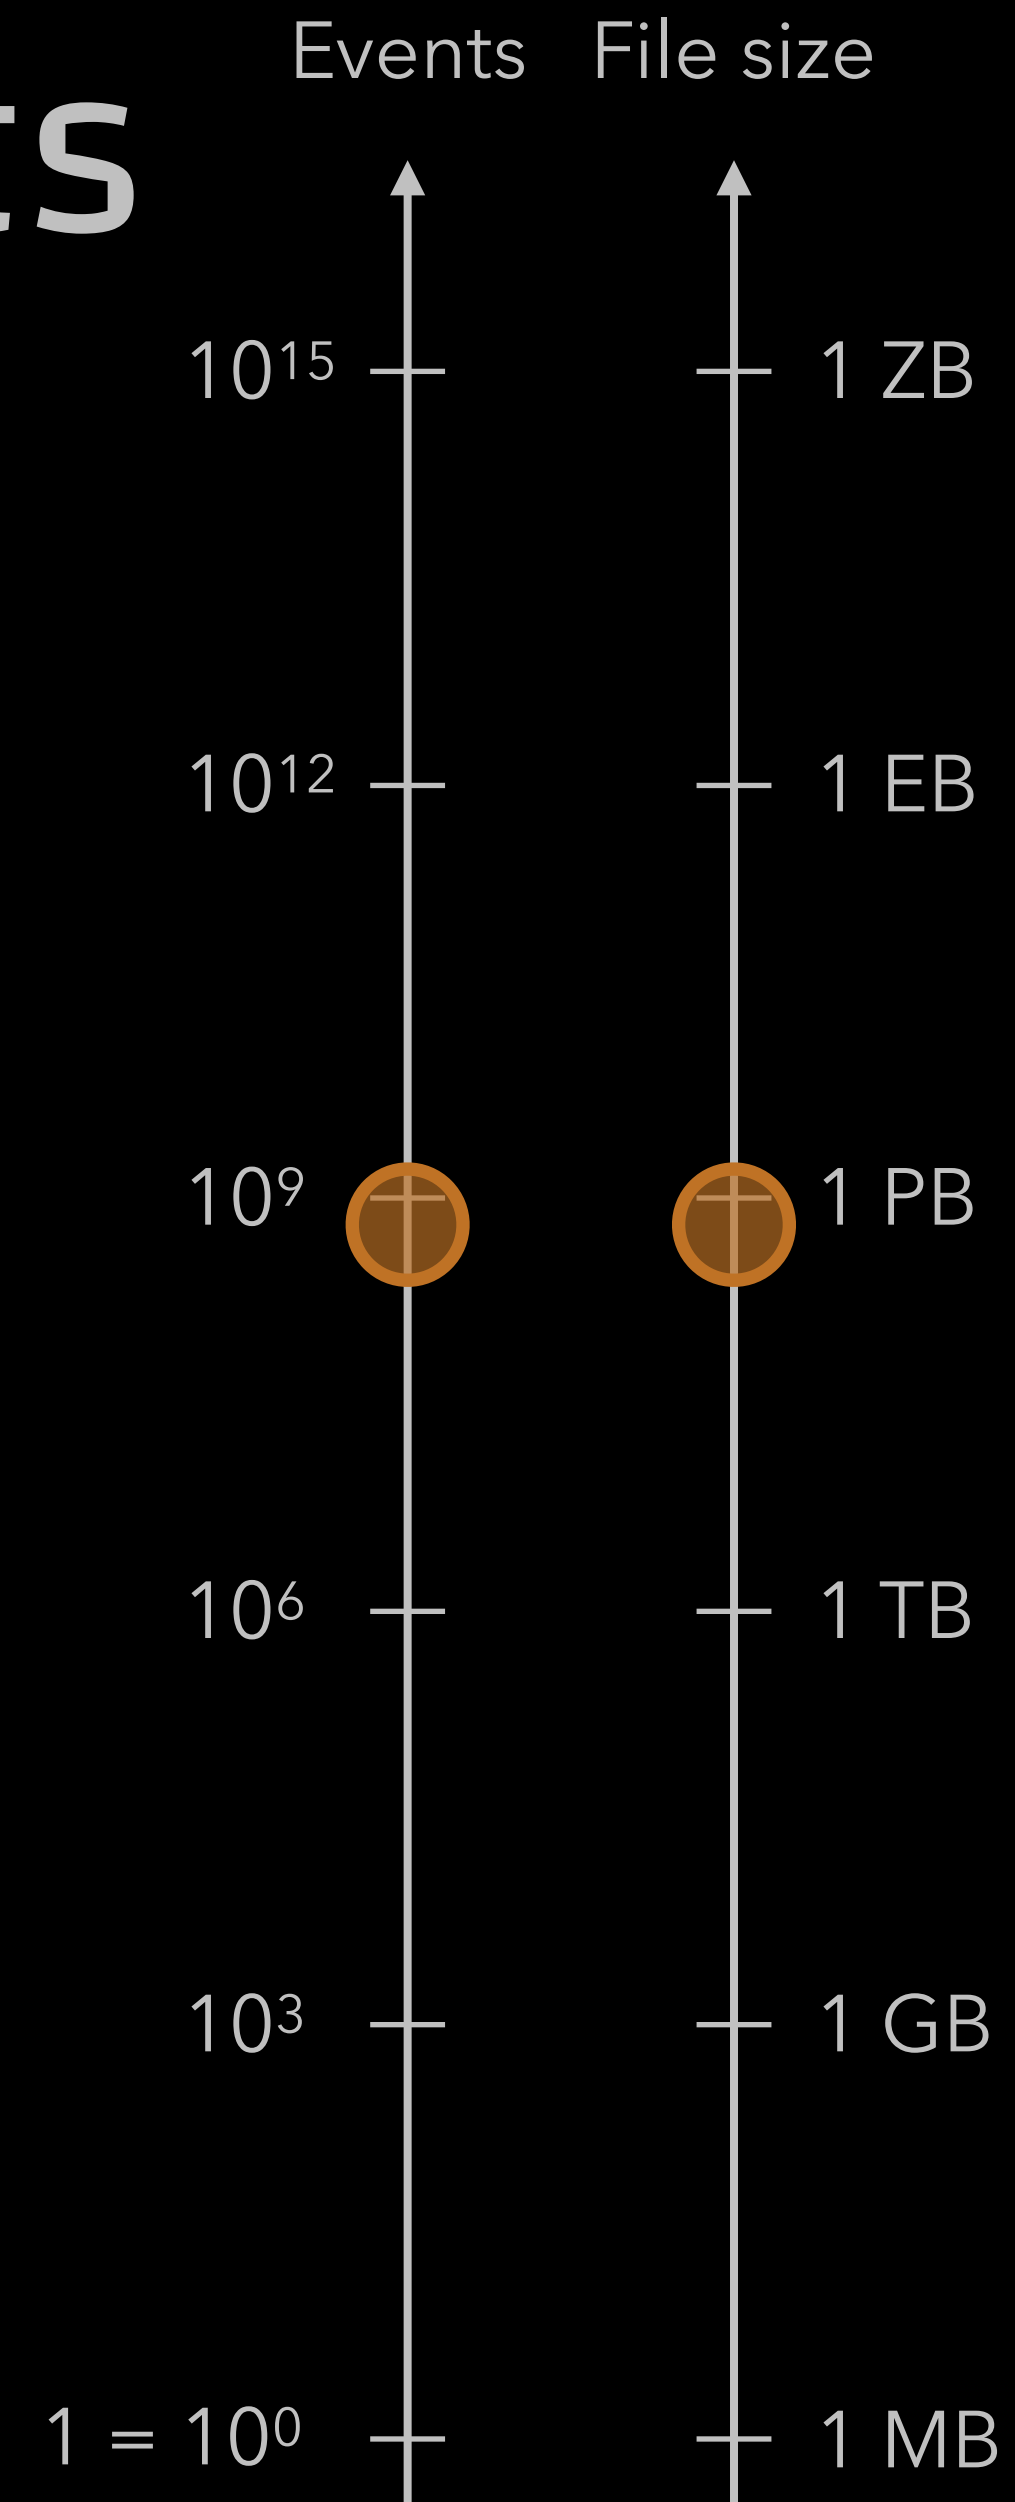 Events File size
10¹⁵ 1 ZB
10¹² 1 EB
10⁹ 1 PB
10⁶ 1 TB
10³ 1 GB
1 = 10⁰ 1 MB